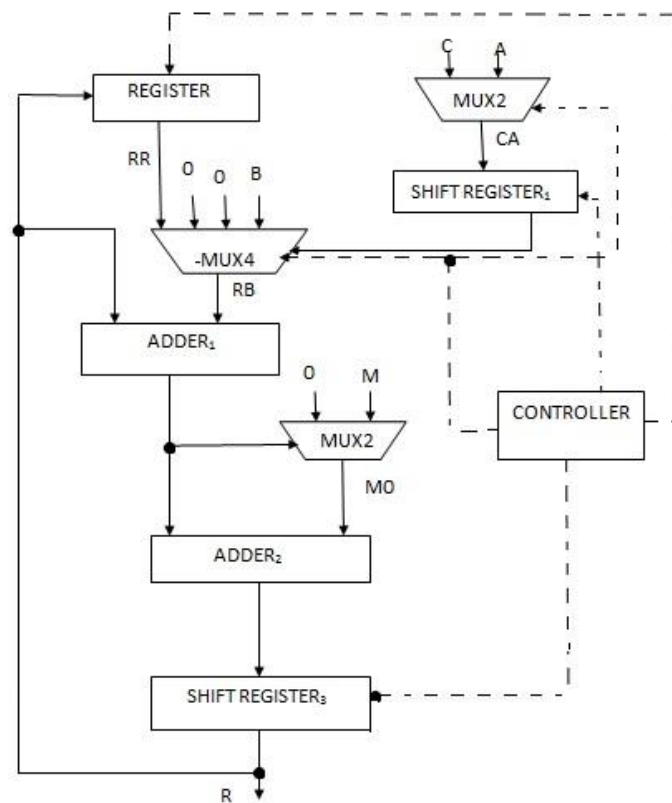 C A
REGISTER
MUX2
RR
0 0 B
CA
SHIFT REGISTER₁
-MUX4
RB
ADDER₁
0 M
CONTROLLER
MUX2
M0
ADDER₂
SHIFT REGISTER₃
R